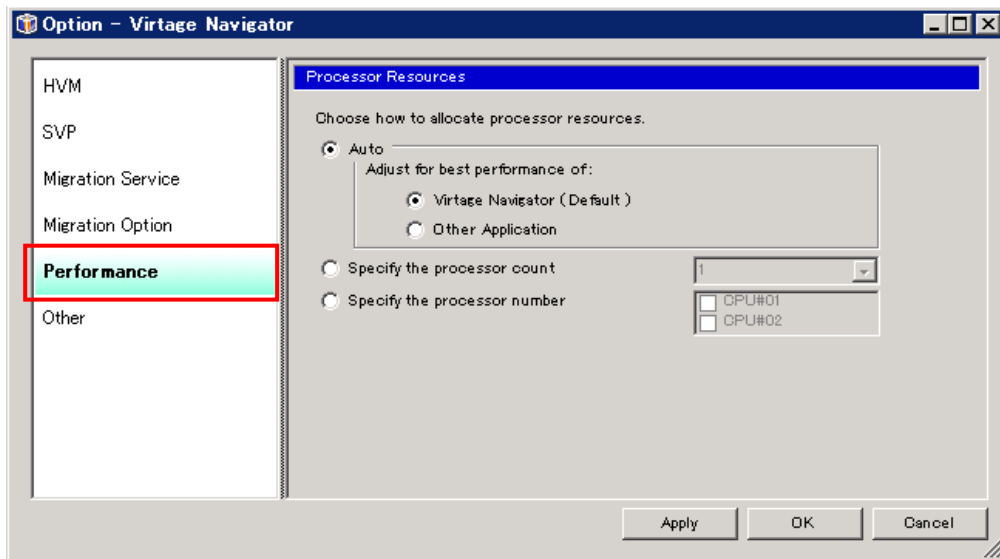 Option - Virtage Navigator
HVM
SVP
Migration Service
Migration Option
Performance
Other
Processor Resources
Choose how to allocate processor resources.
Auto
Adjust for best performance of:
Virtage Navigator ( Default )
Other Application
Specify the processor count
1
Specify the processor number
CPU#01
CPU#02
Apply
OK
Cancel